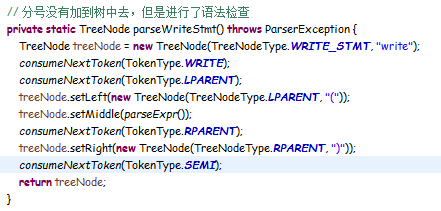 // 分号没有加到树中去，但是进行了语法检查
private static TreeNode parseWriteStmt() throws ParserException {
TreeNode treeNode = new TreeNode(TreeNodeType.WRITE_STMT, "write");
consumeNextToken(TokenType.WRITE);
consumeNextToken(TokenType.LPARENT);
treeNode.setLeft(new TreeNode(TreeNodeType.LPARENT, "("));
treeNode.setMiddle(parseExpr());
consumeNextToken(TokenType.RPARENT);
treeNode.setRight(new TreeNode(TreeNodeType.RPARENT, ")"));
consumeNextToken(TokenType.SEMI);
return treeNode;
}